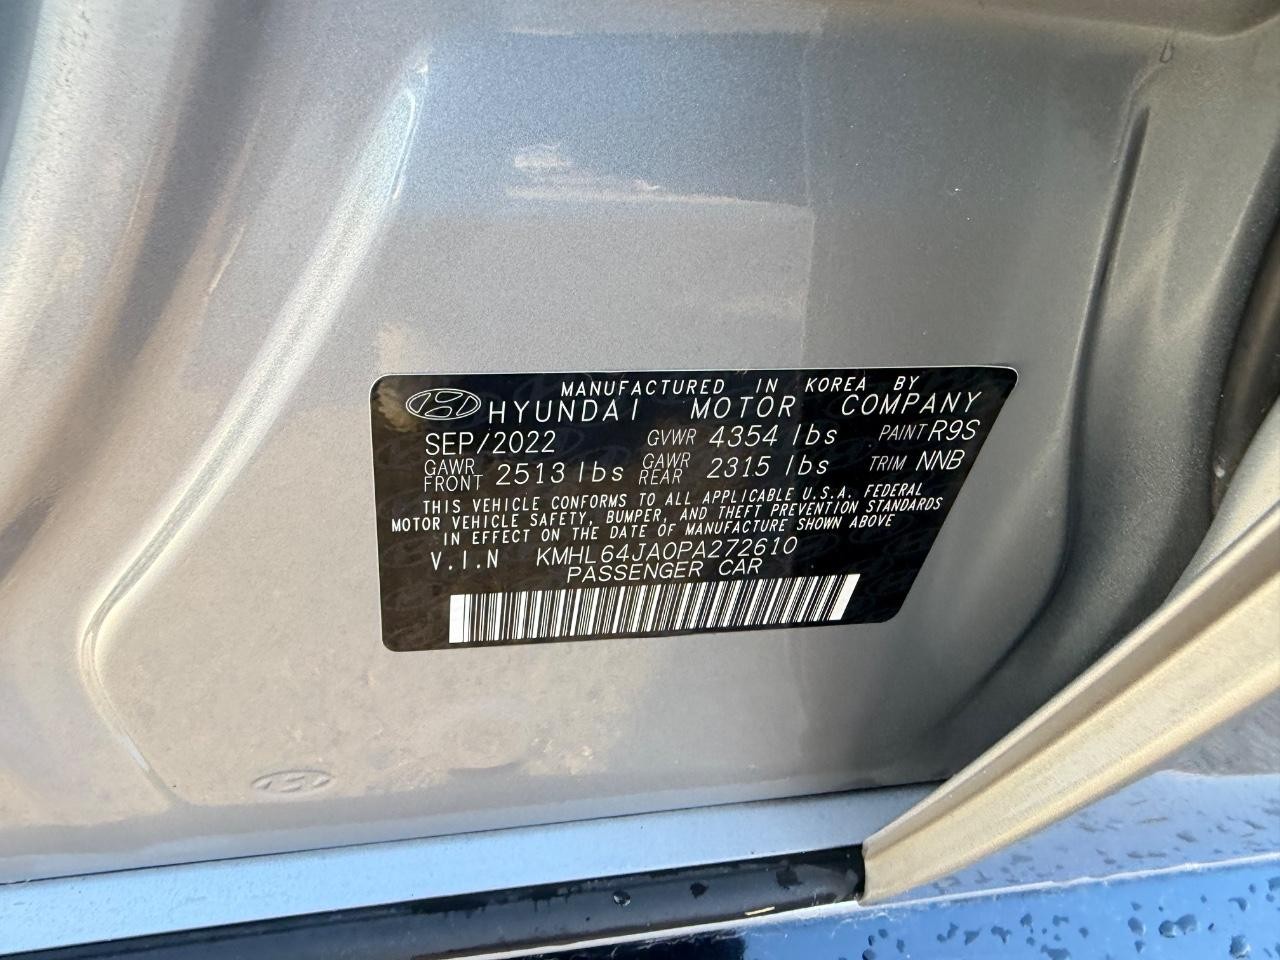 MANUFACTURED IN KOREA BY
HYUNDAI MOTOR COMPANY
SEP/2022 GVWR 4354 lbs PAINT R9S
GAWR FRONT 2513 lbs GAWR REAR 2315 lbs TRIM NNB
THIS VEHICLE CONFORMS TO ALL APPLICABLE U.S.A. FEDERAL
MOTOR VEHICLE SAFETY, BUMPER, AND THEFT PREVENTION STANDARDS
IN EFFECT ON THE DATE OF MANUFACTURE SHOWN ABOVE
V.I.N KMHL64JA0PA272610
PASSENGER CAR